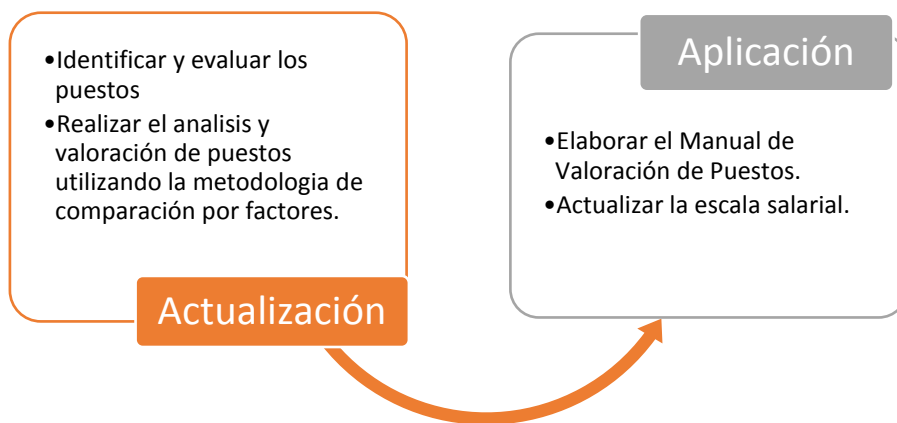 •Identificar y evaluar los
puestos
•Realizar el analisis y
valoración de puestos
utilizando la metodologia de
comparación por factores.
Actualización
Aplicación
•Elaborar el Manual de
Valoración de Puestos.
•Actualizar la escala salarial.